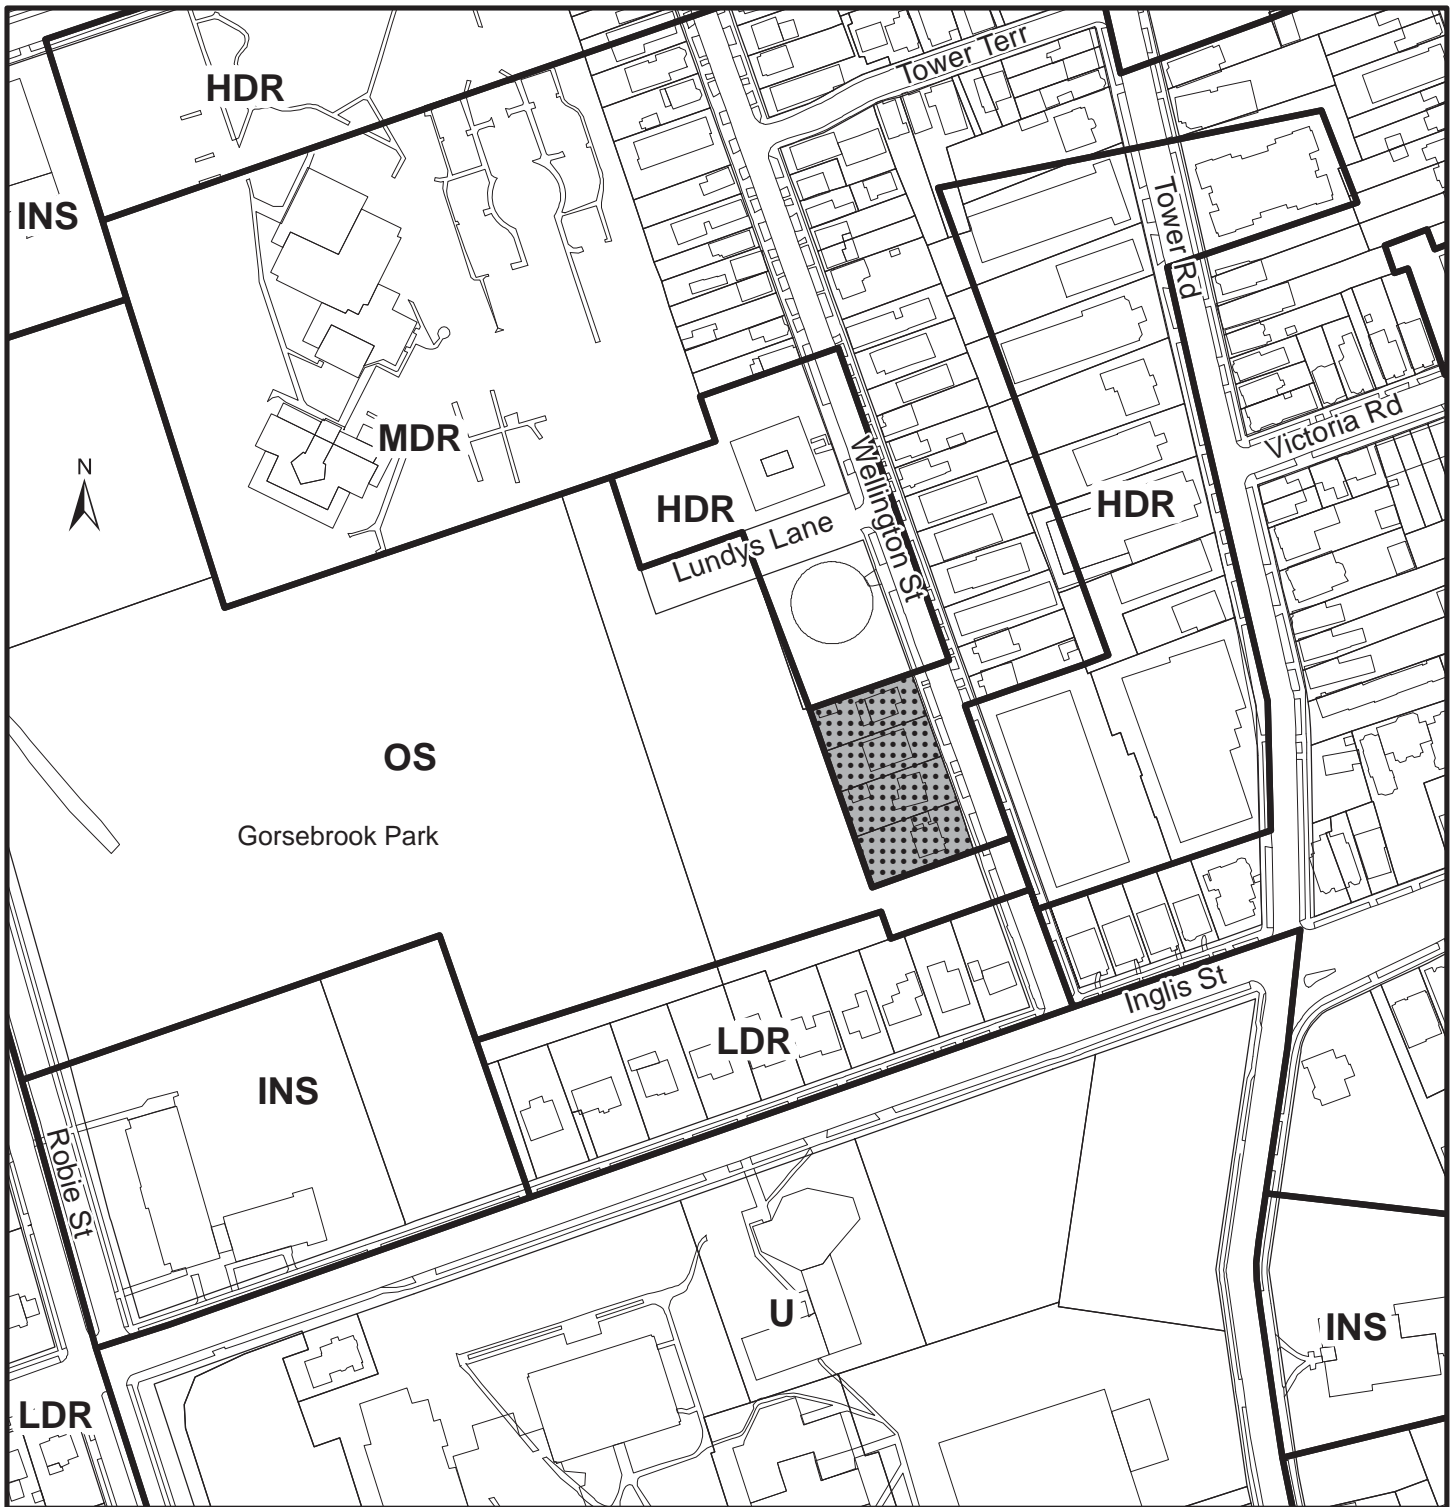 Tower Terr
HDR
INS
Tower Rd
Victoria Rd
MDR
Wellington St
N
HDR
HDR
Lundys Lane
OS
Gorsebrook Park
Inglis St
LDR
INS
Robie St
U
INS
LDR